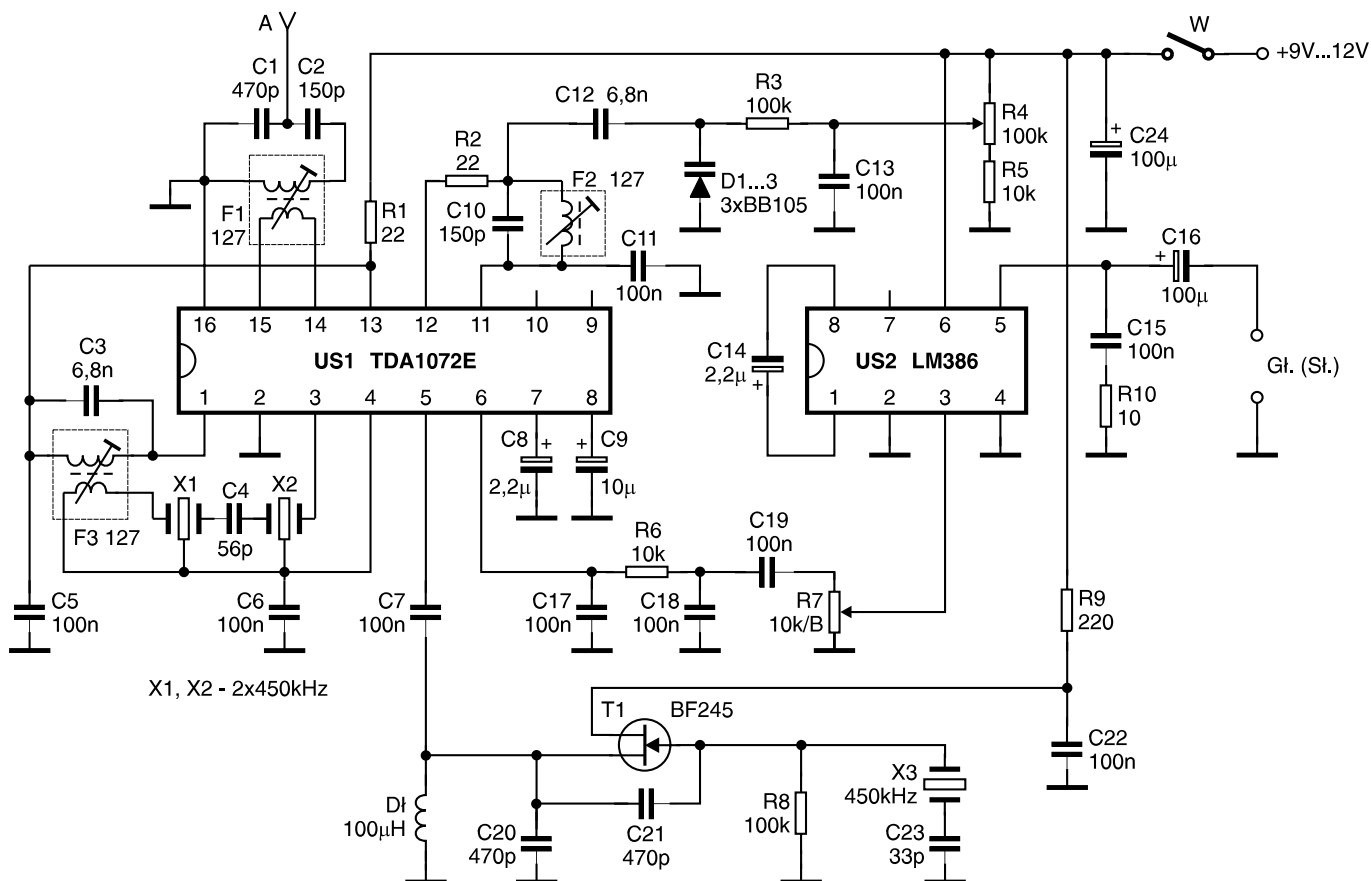 A
W
+9V...12V
C1
470p
C2
150p
C12 6,8n
R3
100k
R4
100k
R2
22
F2 127
R5
10k
C24
+
100µ
F1
127
R1
22
C10
150p
D1...3
3xBB105
C13
100n
C11
100n
C16
+
100µ
16 15 14 13 12 11 10 9
US1 TDA1072E
1 2 3 4 5 6 7 8
8 7 6 5
US2 LM386
1 2 3 4
C14
2,2µ
+
C15
100n
R10
10
Gł. (Sł.)
C3
6,8n
F3 127
X1
C4
56p
X2
C8
+
2,2µ
C9
+
10µ
C5
100n
C6
100n
C7
100n
C17
100n
R6
10k
C18
100n
C19
100n
R7
10k/B
R9
220
X1, X2 - 2x450kHz
T1
BF245
C22
100n
Dł
100µH
C20
470p
C21
470p
R8
100k
X3
450kHz
C23
33p